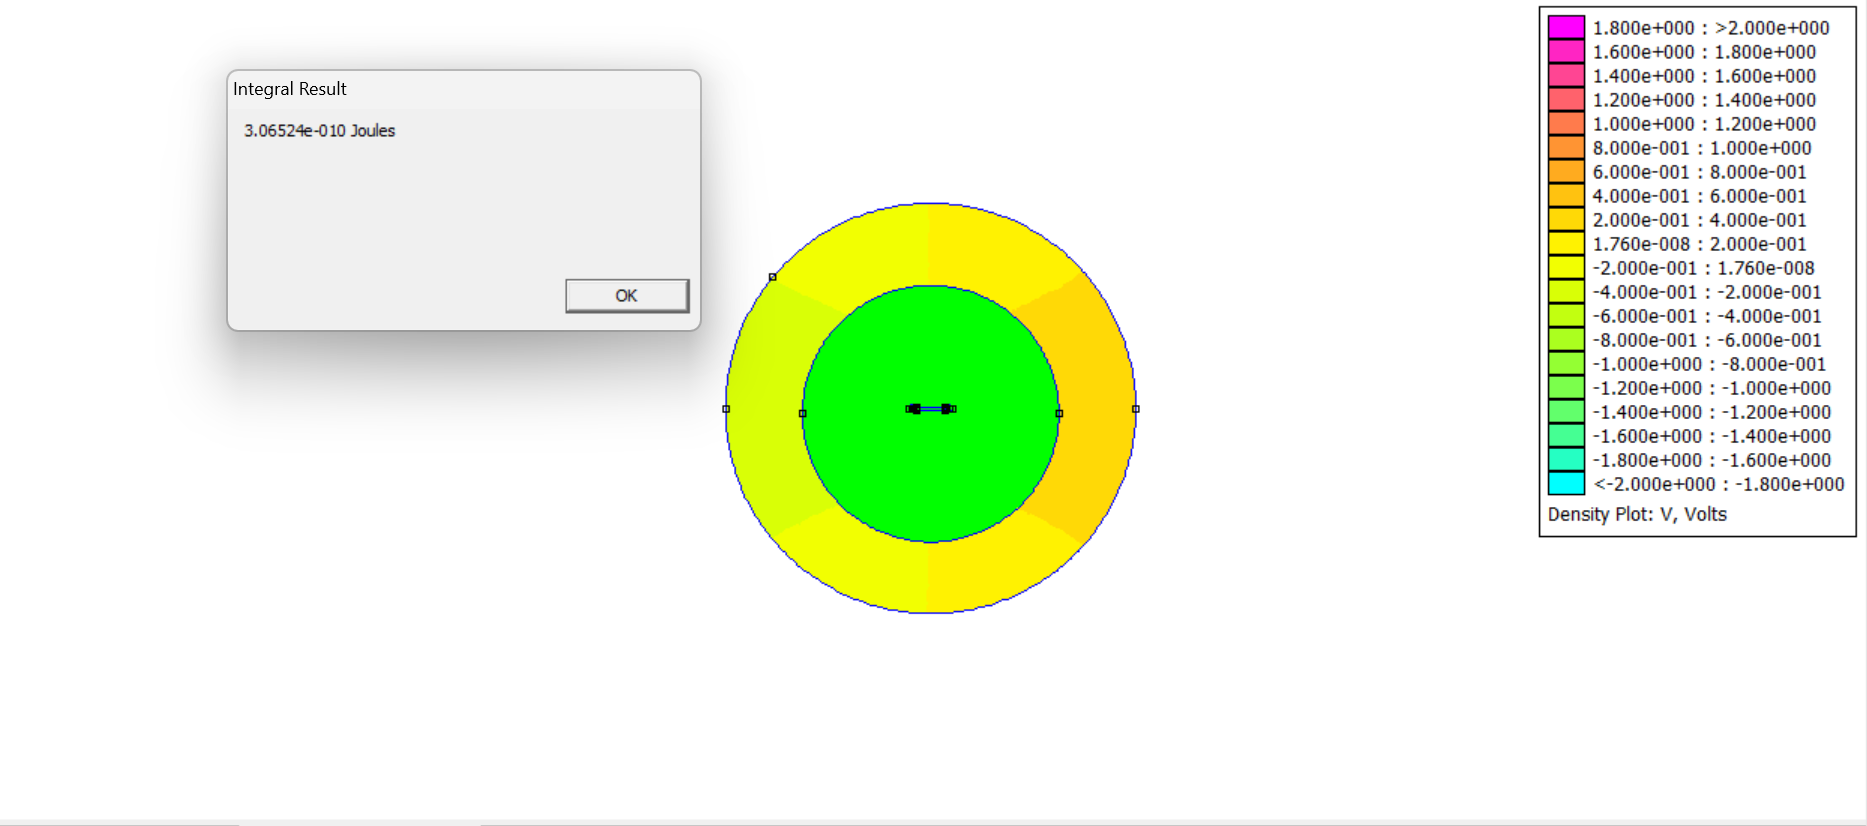 Integral Result
3.06524e-010 Joules
OK
1.800e+000 : >2.000e+000
1.600e+000 : 1.800e+000
1.400e+000 : 1.600e+000
1.200e+000 : 1.400e+000
1.000e+000 : 1.200e+000
8.000e-001 : 1.000e+000
6.000e-001 : 8.000e-001
4.000e-001 : 6.000e-001
2.000e-001 : 4.000e-001
1.760e-008 : 2.000e-001
-2.000e-001 : 1.760e-008
-4.000e-001 : -2.000e-001
-6.000e-001 : -4.000e-001
-8.000e-001 : -6.000e-001
-1.000e+000 : -8.000e-001
-1.200e+000 : -1.000e+000
-1.400e+000 : -1.200e+000
-1.600e+000 : -1.400e+000
-1.800e+000 : -1.600e+000
<-2.000e+000 : -1.800e+000
Density Plot: V, Volts